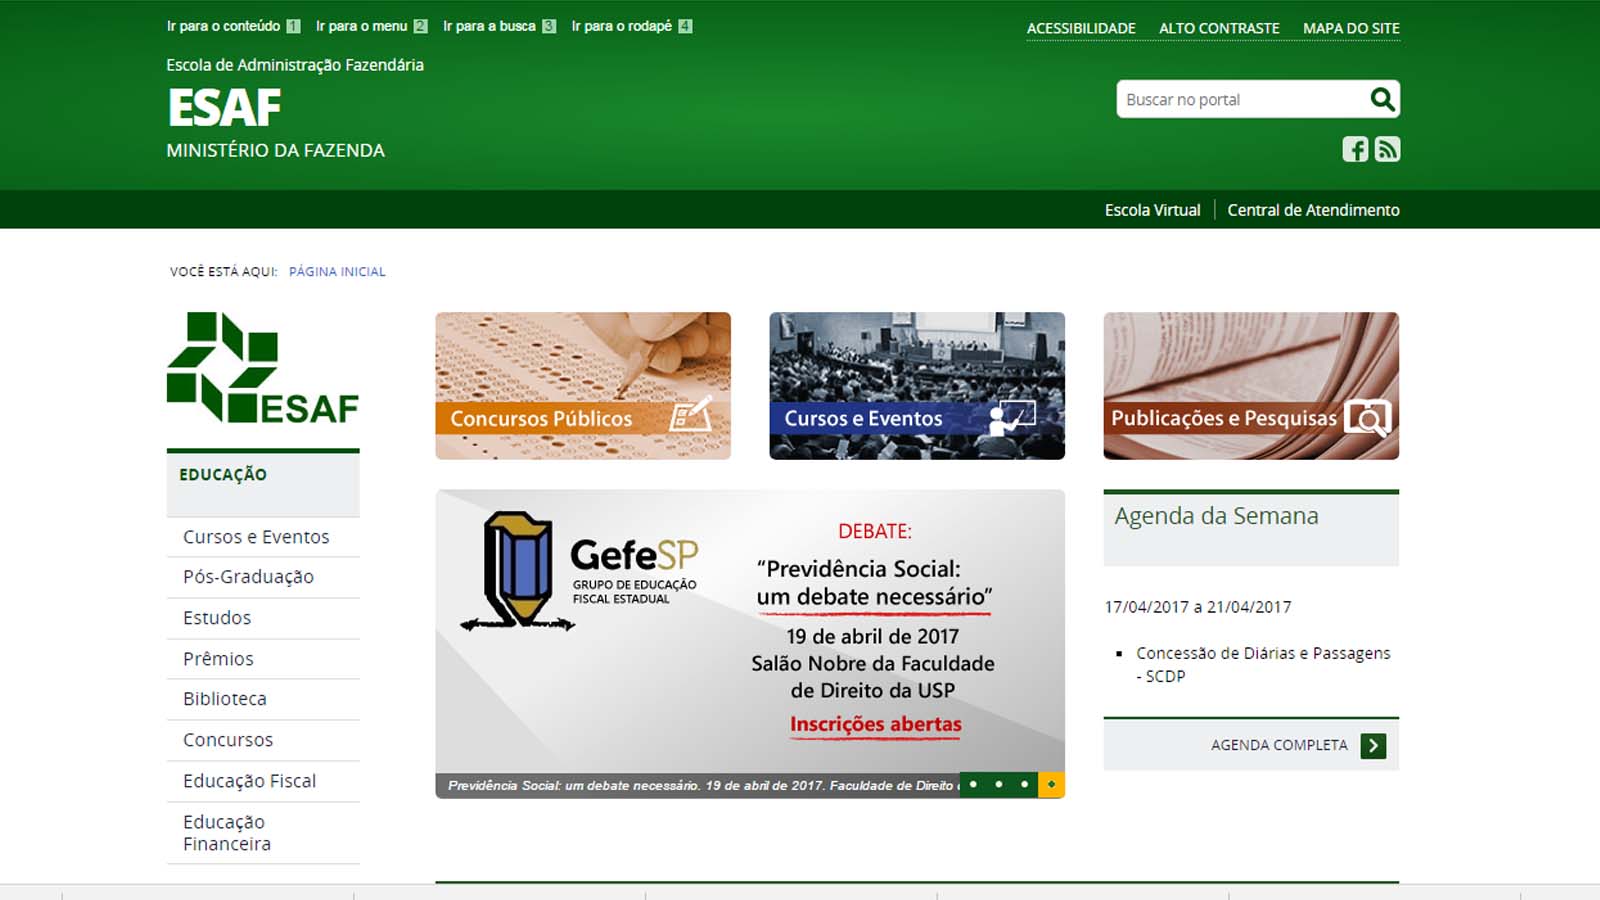 Ir para o conteúdo 1 Ir para o menu 2 Ir para a busca 3 Ir para o rodapé 4
ACESSIBILIDADE ALTO CONTRASTE MAPA DO SITE
Escola de Administração Fazendária
ESAF
MINISTÉRIO DA FAZENDA
Buscar no portal
Escola Virtual Central de Atendimento
VOCÊ ESTÁ AQUI: PÁGINA INICIAL
ESAF
EDUCAÇÃO
Cursos e Eventos
Pós-Graduação
Estudos
Prêmios
Biblioteca
Concursos
Educação Fiscal
Educação
Financeira
Concursos Públicos
Cursos e Eventos
Publicações e Pesquisas
GefeSP
GRUPO DE EDUCAÇÃO
FISCAL ESTADUAL
DEBATE:
“Previdência Social:
um debate necessário”
19 de abril de 2017
Salão Nobre da Faculdade
de Direito da USP
Inscrições abertas
Previdência Social: um debate necessário. 19 de abril de 2017. Faculdade de Direito
Agenda da Semana
17/04/2017 a 21/04/2017
Concessão de Diárias e Passagens
- SCDP
AGENDA COMPLETA